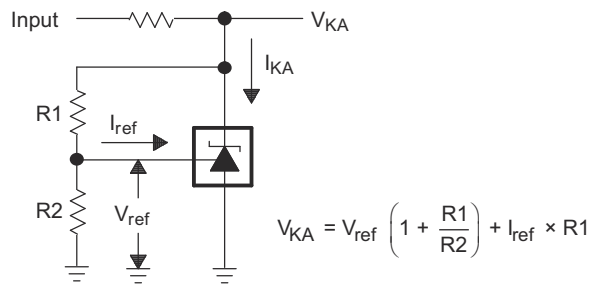 Input
V_KA
I_KA
R1
I_ref
R2
V_ref
V_KA = V_ref (1 + R1/R2) + I_ref × R1